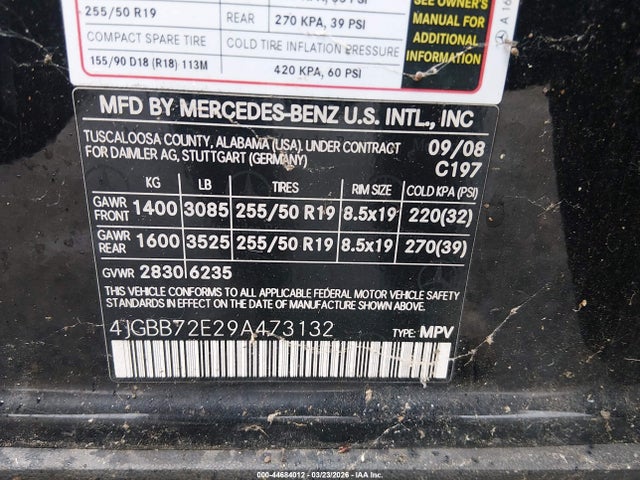 255/50 R19
REAR
270 KPA, 39 PSI
COMPACT SPARE TIRE
COLD TIRE INFLATION PRESSURE
155/90 D18 (R18) 113M
420 KPA, 60 PSI
SEE OWNER'S
MANUAL FOR
ADDITIONAL
INFORMATION
MFD BY MERCEDES-BENZ U.S. INTL., INC
TUSCALOOSA COUNTY, ALABAMA (USA). UNDER CONTRACT
FOR DAIMLER AG, STUTTGART (GERMANY)
09/08
C197
KG LB TIRES RIM SIZE COLD KPA (PSI)
GAWR FRONT 1400 3085 255/50 R19 8.5x19 220(32)
GAWR REAR 1600 3525 255/50 R19 8.5x19 270(39)
GVWR 2830 6235
THIS VEHICLE CONFORMS TO ALL APPLICABLE FEDERAL MOTOR VEHICLE SAFETY
STANDARDS IN EFFECT ON THE DATE OF MANUFACTURE SHOWN ABOVE.
4JGBB72E29A473132
TYPE: MPV
000-44684012 - 03/23/2026 - IAAHDPV